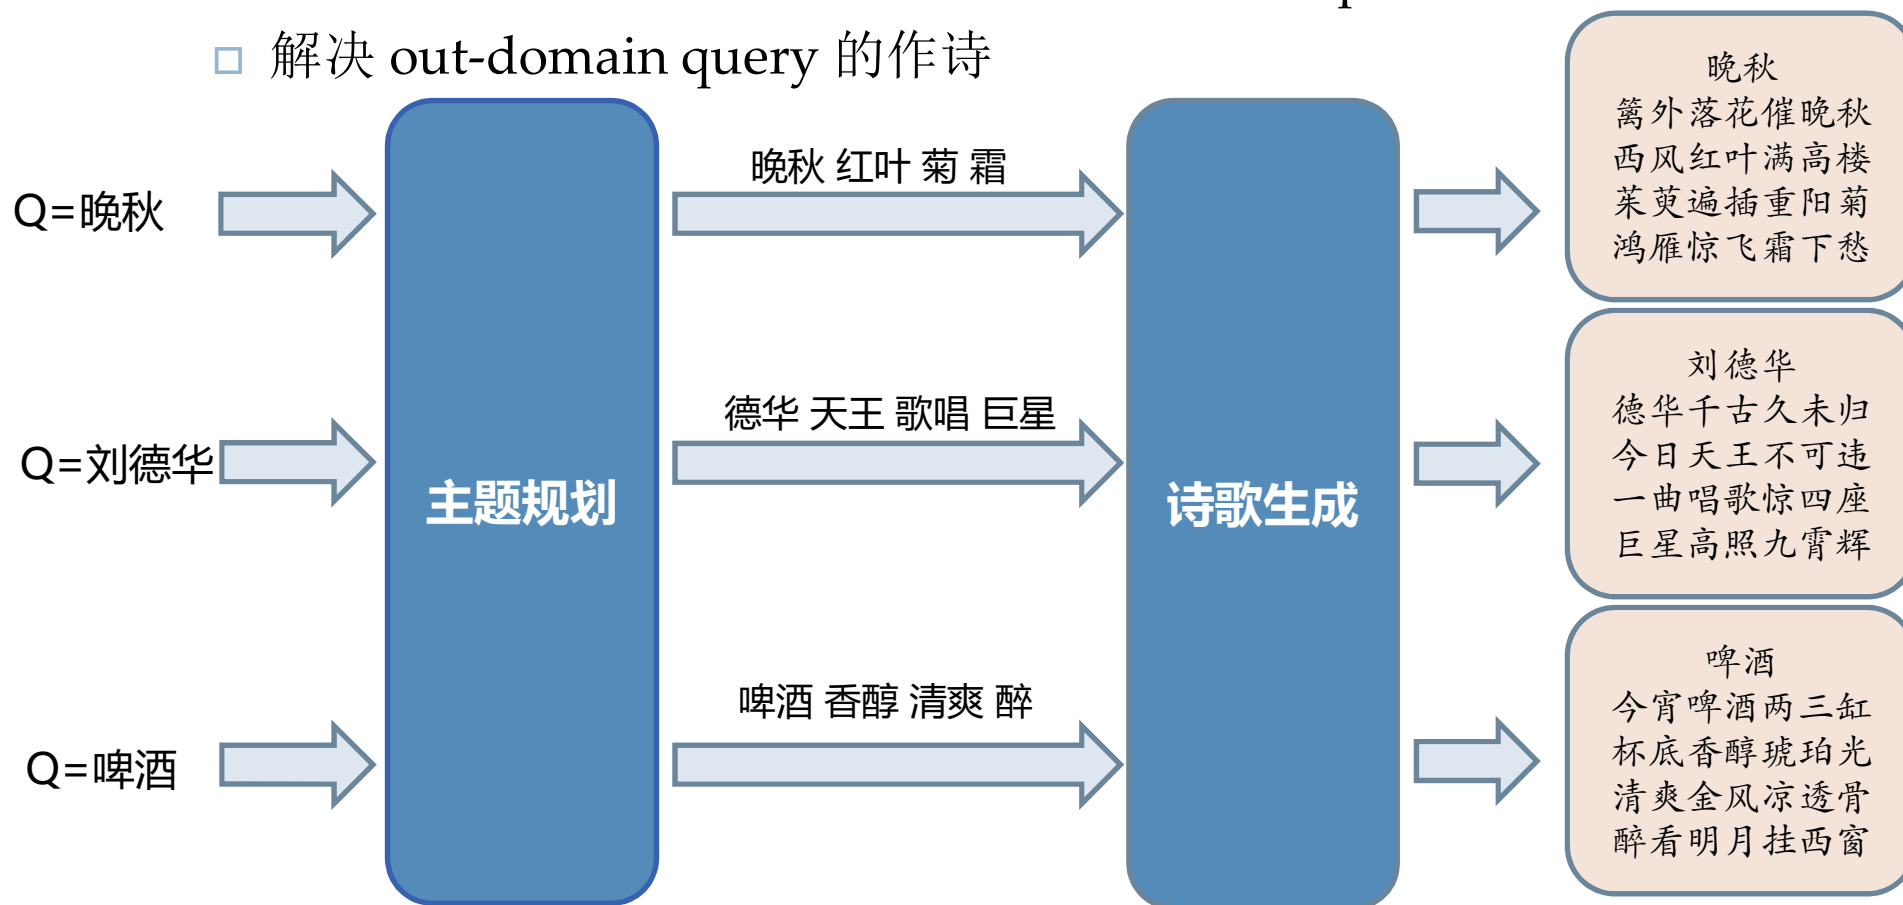 解决 out-domain query 的作诗
Q=晚秋
晚秋 红叶 菊 霜
晚秋
篱外落花催晚秋
西风红叶满高楼
茱萸遍插重阳菊
鸿雁惊飞霜下愁
Q=刘德华
德华 天王 歌唱 巨星
刘德华
德华千古久未归
今日天王不可违
一曲唱歌惊四座
巨星高照九霄辉
主题规划
诗歌生成
Q=啤酒
啤酒 香醇 清爽 醉
啤酒
今宵啤酒两三缸
杯底香醇琥珀光
清爽金风凉透骨
醉看明月挂西窗